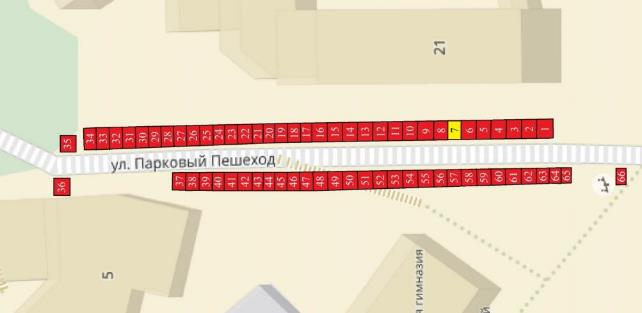 21
35 34 33 32 31 30 29 28 27 26 25 24 23 22 21 20 19 18 17 16 15 14 13 12 11 10 9 8 7 6 5 4 3 2 1
ул. Парковый Пешеход
36 37 38 39 40 41 42 43 44 45 46 47 48 49 50 51 52 53 54 55 56 57 58 59 60 61 62 63 64 65 66
5
я гимназия
й